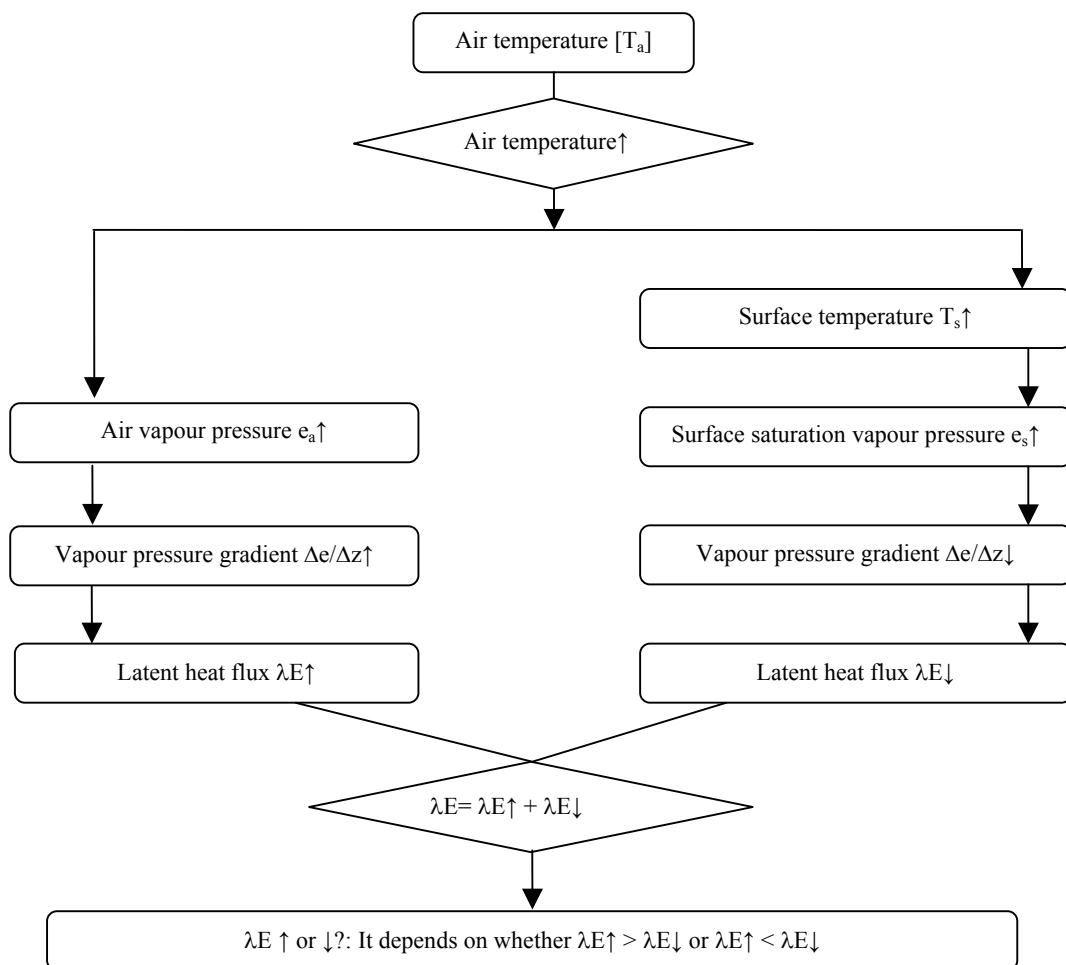 Air temperature [Tₐ]
Air temperature↑
Surface temperature Tₛ↑
Air vapour pressure eₐ↑
Surface saturation vapour pressure eₛ↑
Vapour pressure gradient Δe/Δz↑
Vapour pressure gradient Δe/Δz↓
Latent heat flux λE↑
Latent heat flux λE↓
λE= λE↑ + λE↓
λE ↑ or ↓?: It depends on whether λE↑ > λE↓ or λE↑ < λE↓